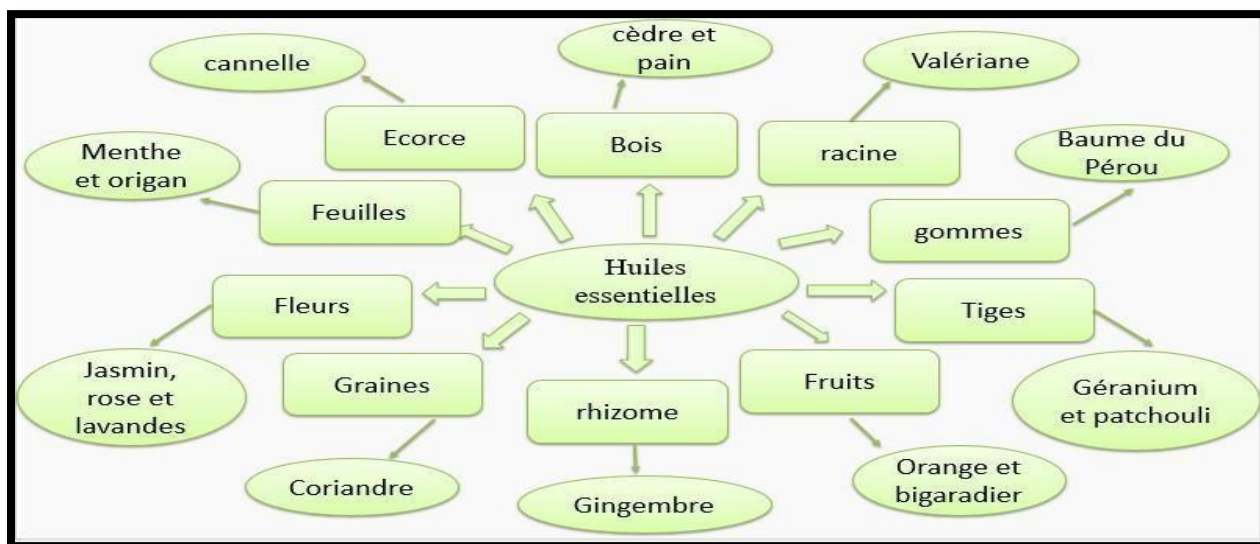 cèdre et
pain
cannelle
Valériane
Ecorce
Bois
racine
Baume du
Pérou
Menthe
et origan
Feuilles
gommes
Huiles
essentielles
Fleurs
Tiges
Jasmin,
rose et
lavandes
Graines
rhizome
Fruits
Géranium
et patchouli
Coriandre
Gingembre
Orange et
bigaradier